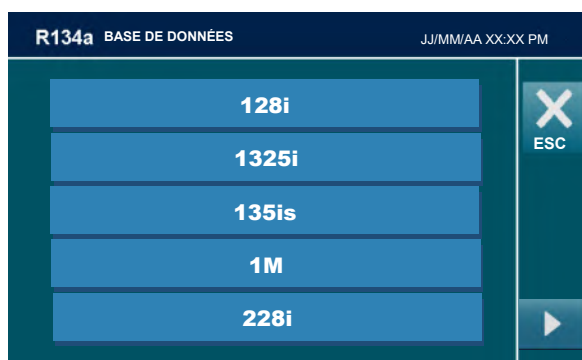 R134a BASE DE DONNÉES JJ/MM/AA XX:XX PM
128i
1325i
135is
1M
228i
ESC